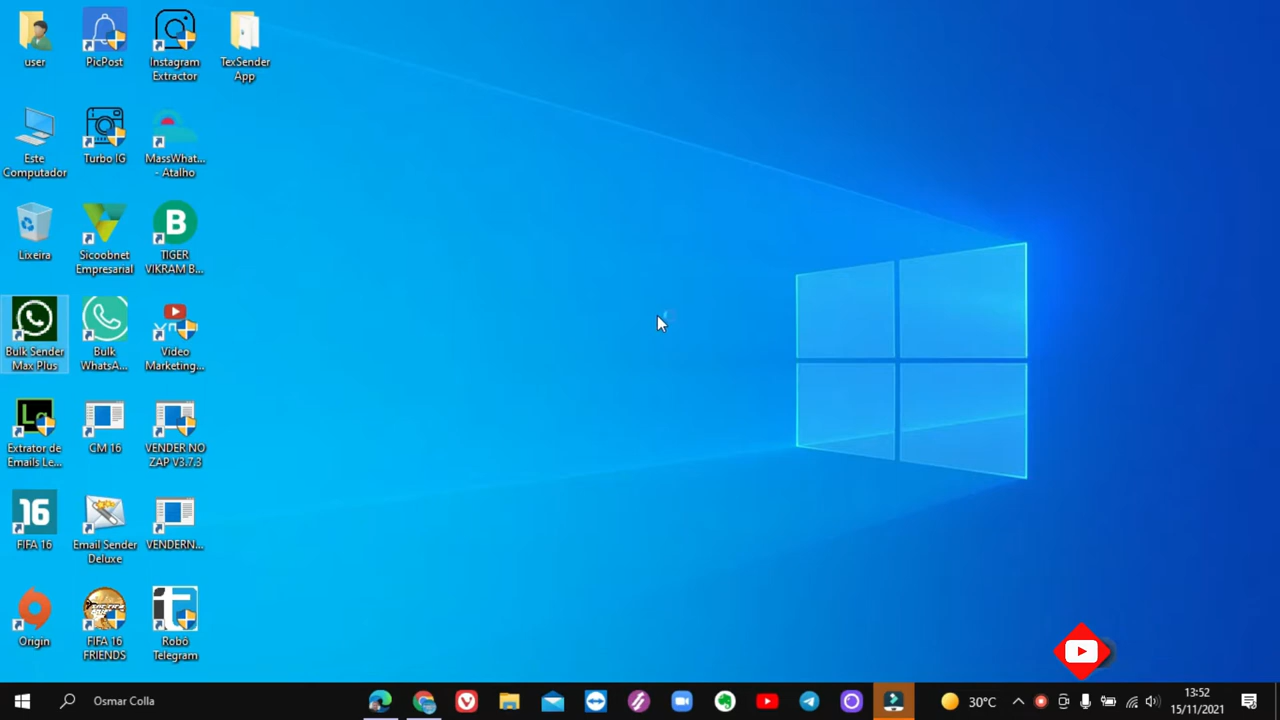 user
PicPost
Instagram
Extractor
TexSender
App
Este
Computador
Turbo IG
MassWhat...
- Atalho
Lixeira
Sicoobnet
Empresarial
B
TIGER
VIKRAM B...
Bulk Sender
Max Plus
Bulk
WhatsA...
Video
Marketing...
Extrator de
Emails Le...
CM 16
VENDER NO
ZAP V3.7.3
16
FIFA 16
Email Sender
Deluxe
VENDERN...
Origin
FIFA 16
FRIENDS
Robô
Telegram
Osmar Colla
30°C
13:52
15/11/2021